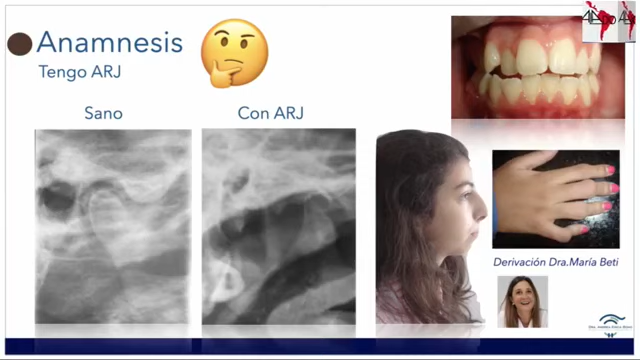 Anamnesis
Tengo ARJ
Sano
Con ARJ
Derivación Dra.María Beti